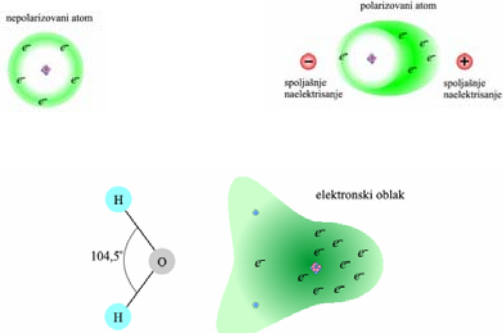 nepolarizovani atom
e⁻ e⁻
e⁻ e⁻
e⁻
polarizovani atom
e⁻ e⁻ e⁻
e⁻
e⁻
− +
spoljašnje
naelektrisanje
spoljašnje
naelektrisanje
H
104,5°
O
H
elektronski oblak
e⁻
e⁻
e⁻ e⁻
e⁻ e⁻
e⁻
e⁻
e⁻ e⁻